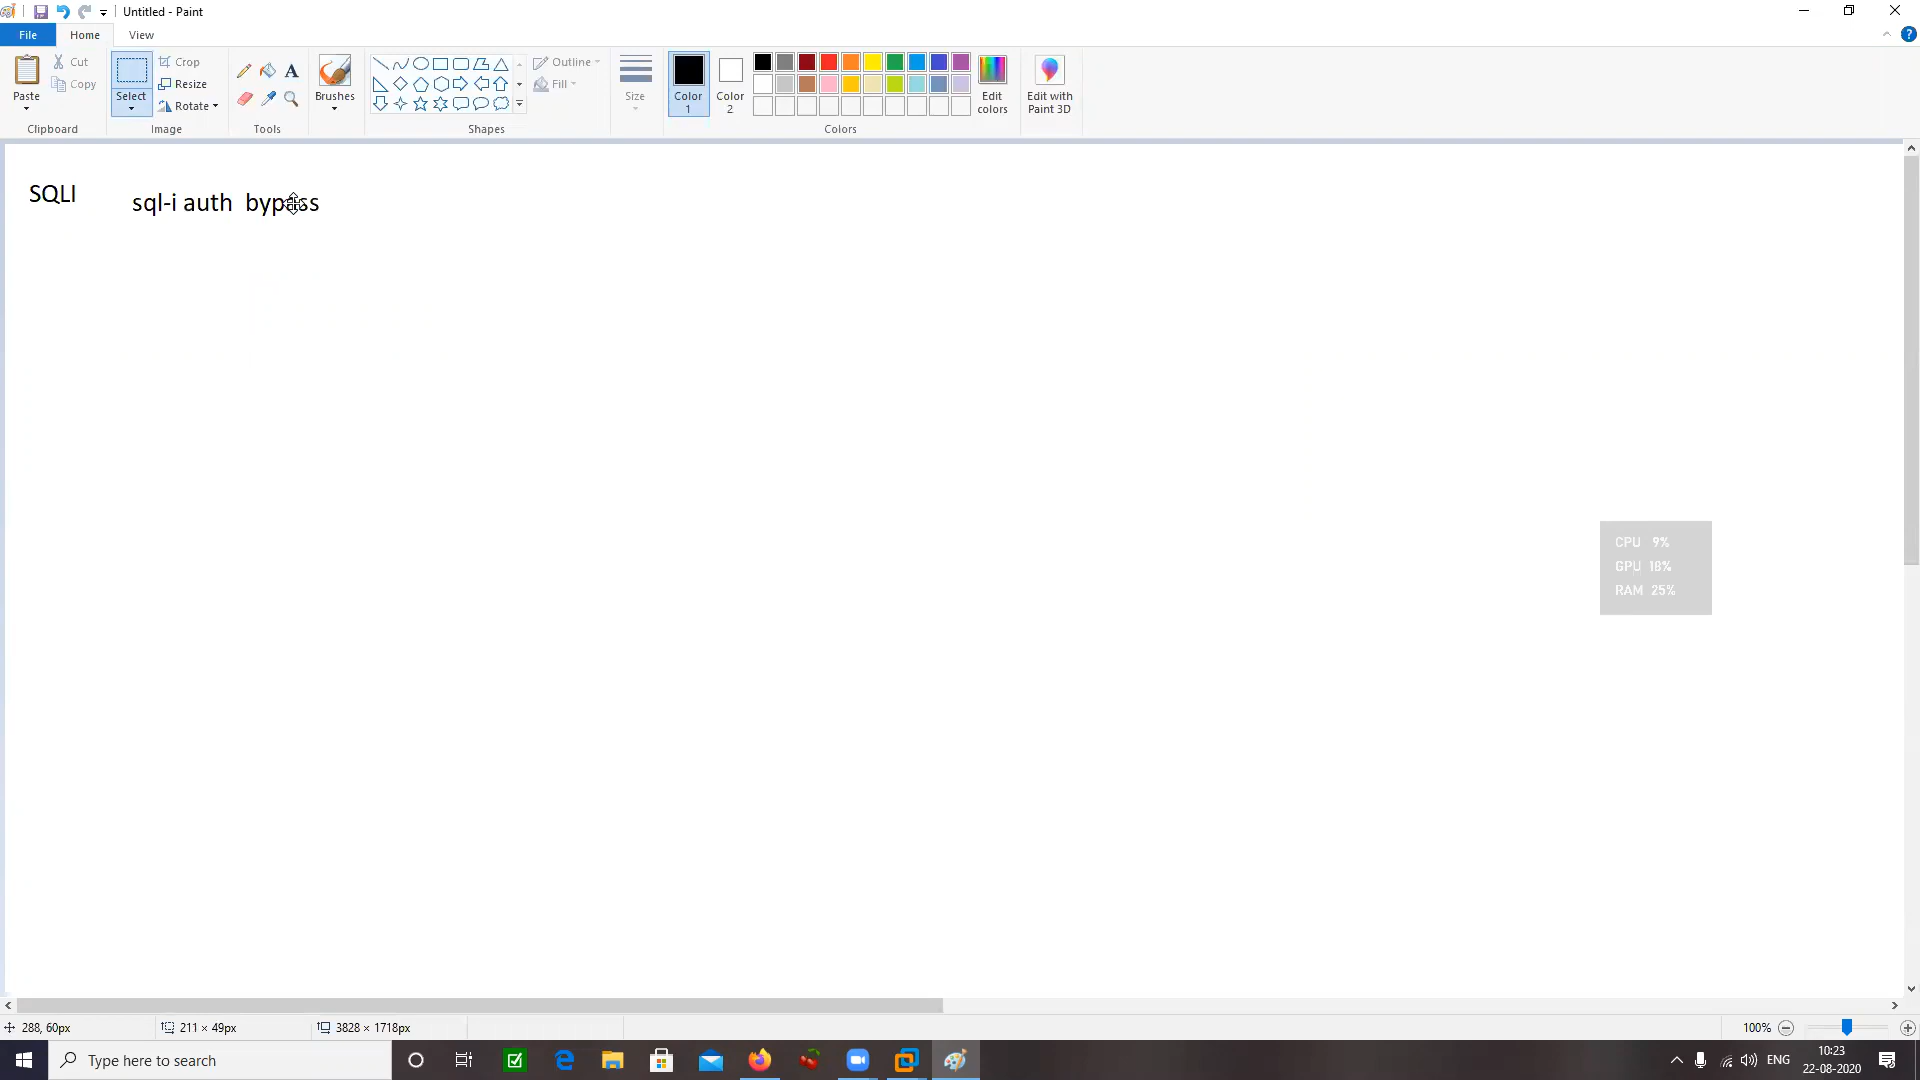 Untitled - Paint
File Home View
Paste
Cut
Copy
Clipboard
Select
Crop
Resize
Rotate
Image
Tools
Brushes
Shapes
Outline
Fill
Size
Color 1
Color 2
Edit colors
Colors
Edit with Paint 3D
SQLI
sql-i auth bypass
CPU 9%
GPU 18%
RAM 25%
288, 60px
211 × 49px
3828 × 1718px
100%
Type here to search
ENG
10:23
22-08-2020